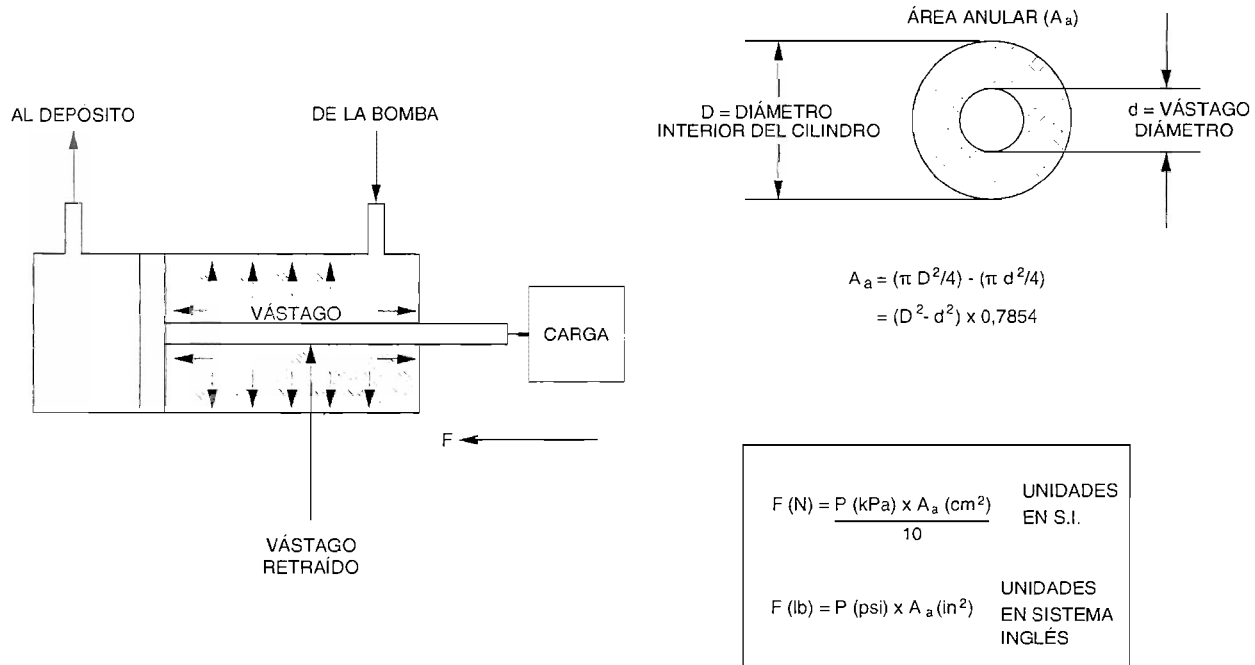 AL DEPÓSITO
DE LA BOMBA
VÁSTAGO
CARGA
F
VÁSTAGO
RETRAÍDO
ÁREA ANULAR (Aₐ)
D = DIÁMETRO
INTERIOR DEL CILINDRO
d = VÁSTAGO
DIÁMETRO
Aₐ = (π D²/4) - (π d²/4)
= (D²- d²) x 0,7854
F (N) = P (kPa) x Aₐ (cm²)
10
UNIDADES
EN S.I.
F (lb) = P (psi) x Aₐ (in²)
UNIDADES
EN SISTEMA
INGLÉS